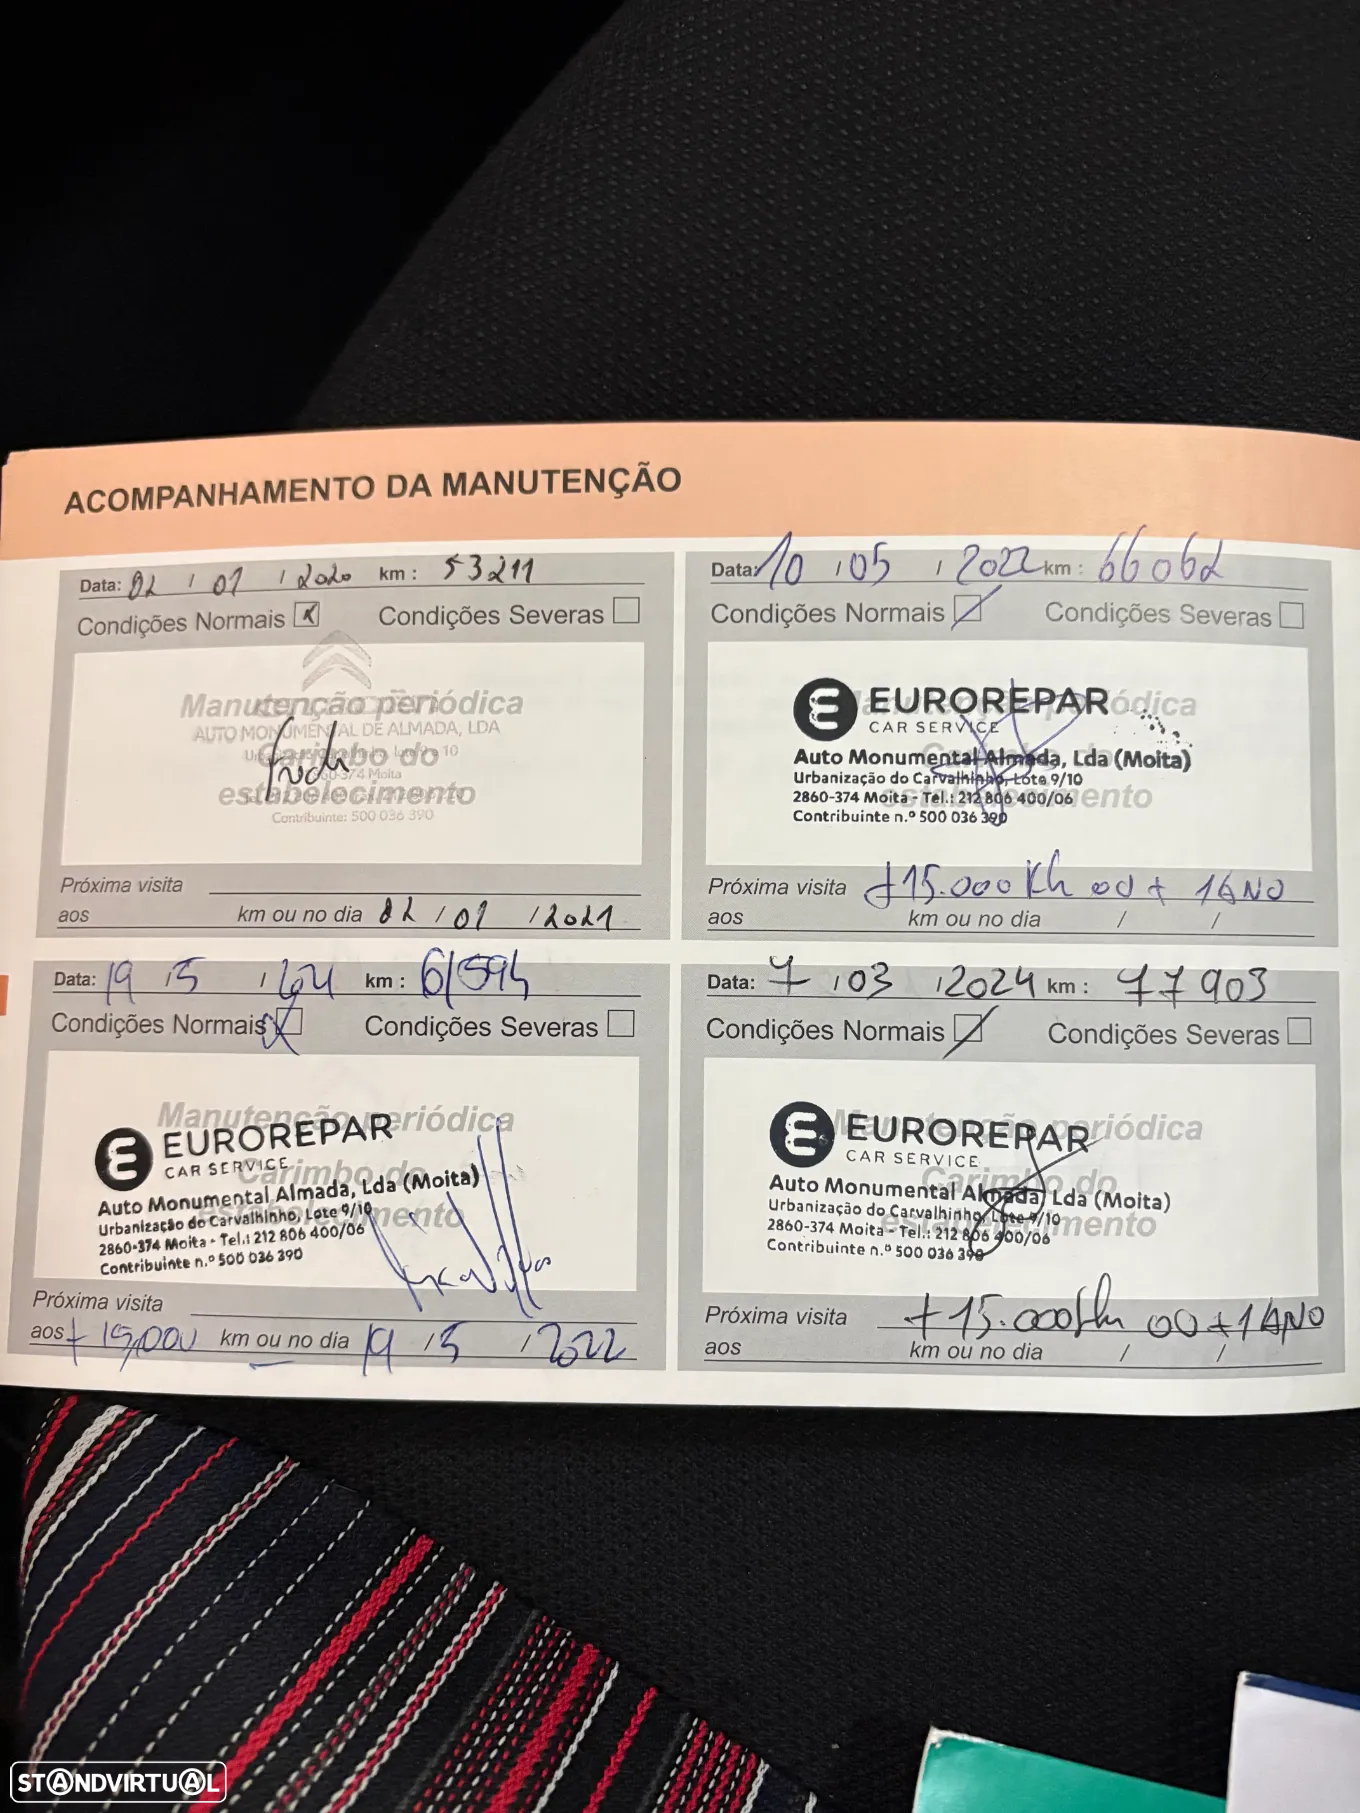 ACOMPANHAMENTO DA MANUTENÇÃO
Data: 02 / 01 / 2020 km : 53211
Condições Normais x Condições Severas
Manutenção periódica
AUTO MONUMENTAL DE ALMADA, LDA
Carimbo do
2860-374 Moita
estabelecimento
Contribuinte: 500 036 390
Próxima visita
aos km ou no dia 02 / 01 / 2021
Data: 10 / 05 / 2022 km : 66062
Condições Normais Condições Severas
EUROREPAR
CAR SERVICE
Auto Monumental Almada, Lda (Moita)
Urbanização do Carvalhinho, Lote 9/10
2860-374 Moita - Tel.: 212 806 400/06
Contribuinte n.º 500 036 390
Próxima visita +15.000 Km ou + 1 ANO
aos km ou no dia / /
Data: 19 / 5 / km : 61594
Condições Normais x Condições Severas
Manutenção periódica
EUROREPAR
CAR SERVICE
Carimbo do
Auto Monumental Almada, Lda (Moita)
Urbanização do Carvalhinho, Lote 9/10
2860-374 Moita - Tel.: 212 806 400/06
Contribuinte n.º 500 036 390
Próxima visita
aos + 15,000 km ou no dia 19 / 5 / 2022
Data: 7 / 03 / 2024 km : 77903
Condições Normais Condições Severas
EUROREPAR
CAR SERVICE
Auto Monumental Almada, Lda (Moita)
Urbanização do Carvalhinho, Lote 9/10
2860-374 Moita - Tel.: 212 806 400/06
Contribuinte n.º 500 036 390
Próxima visita +15.000 Km ou +1 ANO
aos km ou no dia / /
STANDVIRTUAL